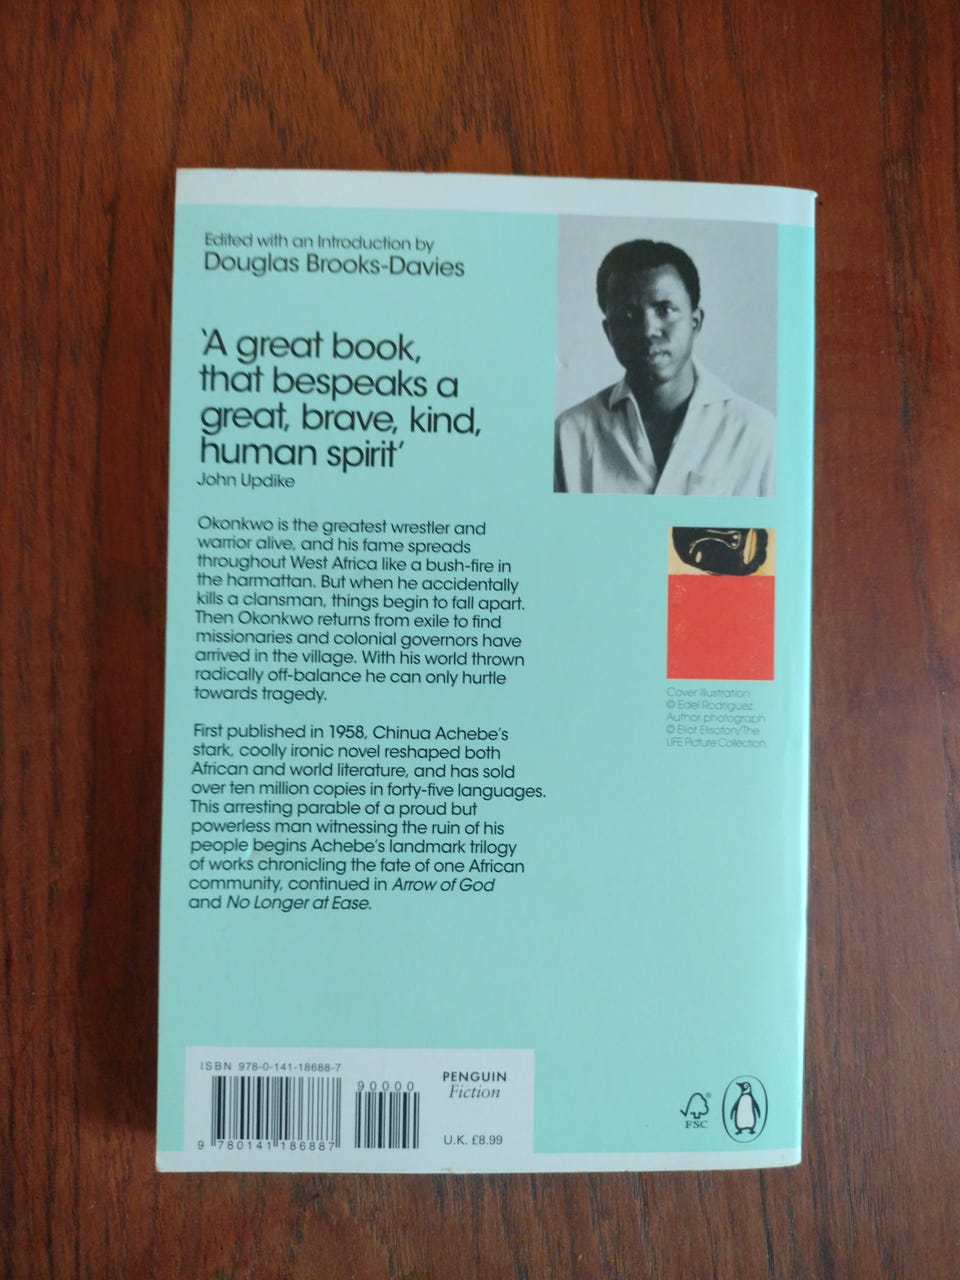 Edited with an Introduction by
Douglas Brooks-Davies
‘A great book,
that bespeaks a
great, brave, kind,
human spirit’
John Updike
Okonkwo is the greatest wrestler and
warrior alive, and his fame spreads
throughout West Africa like a bush-fire in
the harmattan. But when he accidentally
kills a clansman, things begin to fall apart.
Then Okonkwo returns from exile to find
missionaries and colonial governors have
arrived in the village. With his world thrown
radically off-balance he can only hurtle
towards tragedy.
First published in 1958, Chinua Achebe’s
stark, coolly ironic novel reshaped both
African and world literature, and has sold
over ten million copies in forty-five languages.
This arresting parable of a proud but
powerless man witnessing the ruin of his
people begins Achebe’s landmark trilogy
of works chronicling the fate of one African
community, continued in Arrow of God
and No Longer at Ease.
Cover Illustration
© Edel Rodriguez
Author photograph
© Eliot Elisofon/The
LIFE Picture Collection
ISBN 978-0-141-18688-7
90000
9 780141 186887
PENGUIN
Fiction
U.K. £8.99
FSC
®